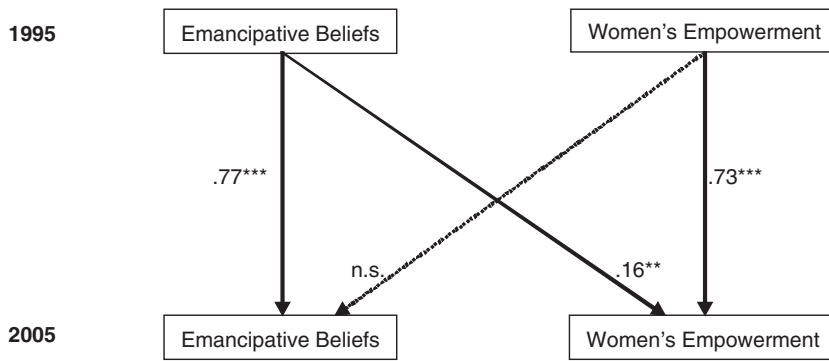 1995
Emancipative Beliefs
Women's Empowerment
.77***
.73***
n.s.
.16**
2005
Emancipative Beliefs
Women's Empowerment